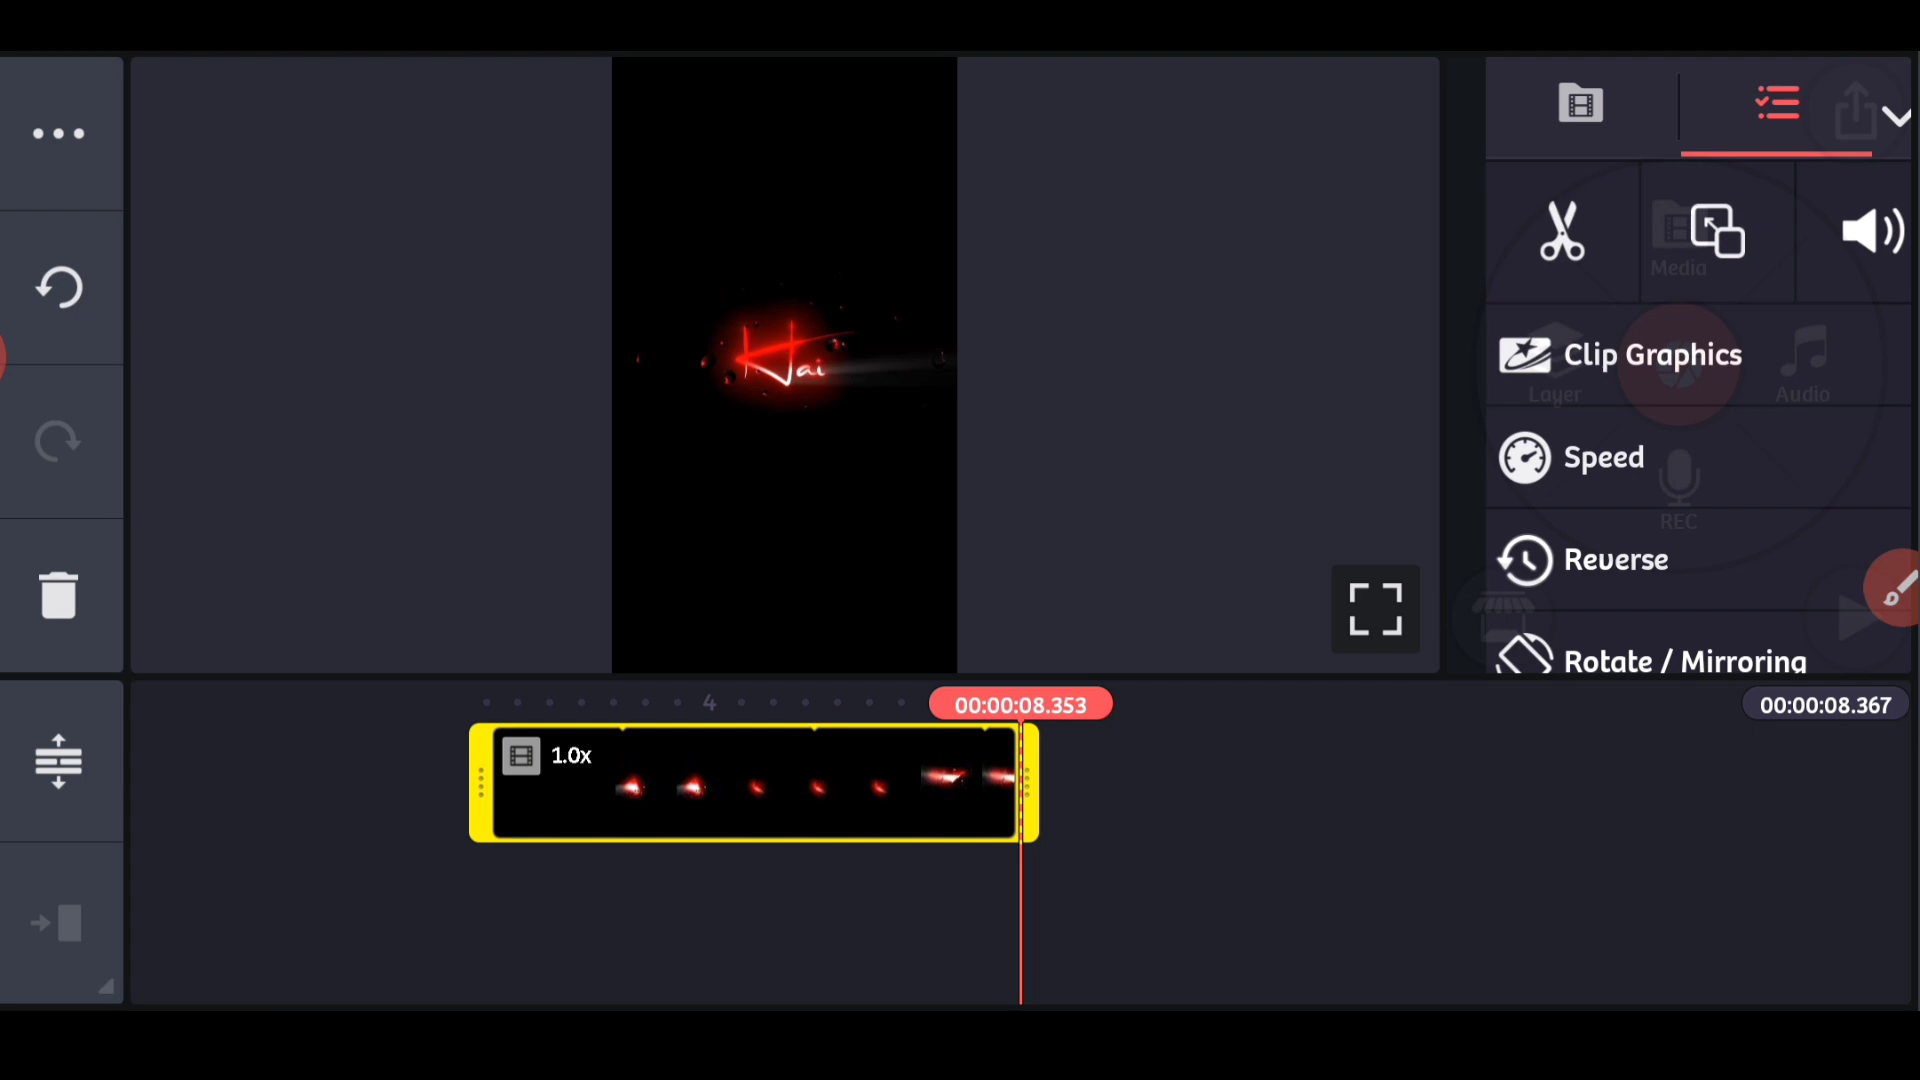 Kai
Media
Clip Graphics
Layer
Audio
Speed
REC
Reverse
Rotate / Mirroring
4
00:00:08.353
00:00:08.367
1.0x